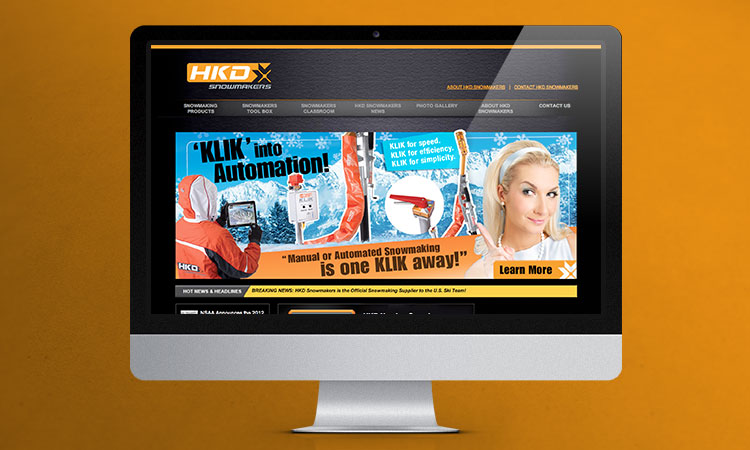 HKD
SNOWMAKERS
ABOUT HKD SNOWMAKERS | CONTACT HKD SNOWMAKERS
SNOWMAKING PRODUCTS
SNOWMAKERS TOOL BOX
SNOWMAKERS CLASSROOM
HKD SNOWMAKERS NEWS
PHOTO GALLERY
ABOUT HKD SNOWMAKERS
CONTACT US
'KLIK' into
Automation!
KLIK for speed.
KLIK for efficiency.
KLIK for simplicity.
KLIK
HKD
"Manual or Automated Snowmaking
is one KLIK away!"
Learn More
HOT NEWS & HEADLINES
BREAKING NEWS: HKD Snowmakers is the Official Snowmaking Supplier to the U.S. Ski Team!
NSAA Announces the 2012